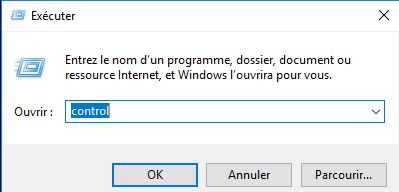 Exécuter
Entrez le nom d'un programme, dossier, document ou
ressource Internet, et Windows l'ouvrira pour vous.
Ouvrir : control
OK Annuler Parcourir...